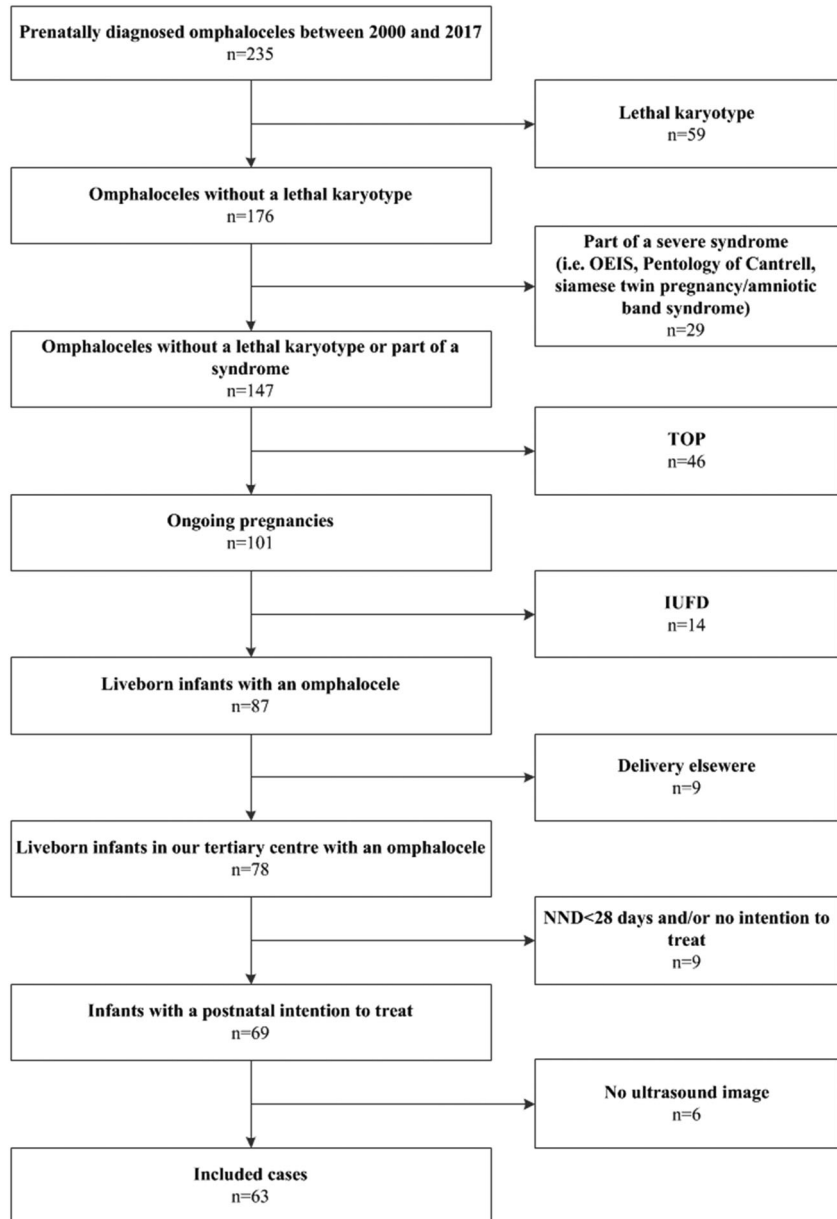 Prenatally diagnosed omphaloceles between 2000 and 2017
n=235
Lethal karyotype
n=59
Omphaloceles without a lethal karyotype
n=176
Part of a severe syndrome
(i.e. OEIS, Pentology of Cantrell,
siamese twin pregnancy/amniotic
band syndrome)
n=29
Omphaloceles without a lethal karyotype or part of a
syndrome
n=147
TOP
n=46
Ongoing pregnancies
n=101
IUFD
n=14
Liveborn infants with an omphalocele
n=87
Delivery elsewere
n=9
Liveborn infants in our tertiary centre with an omphalocele
n=78
NND<28 days and/or no intention to
treat
n=9
Infants with a postnatal intention to treat
n=69
No ultrasound image
n=6
Included cases
n=63